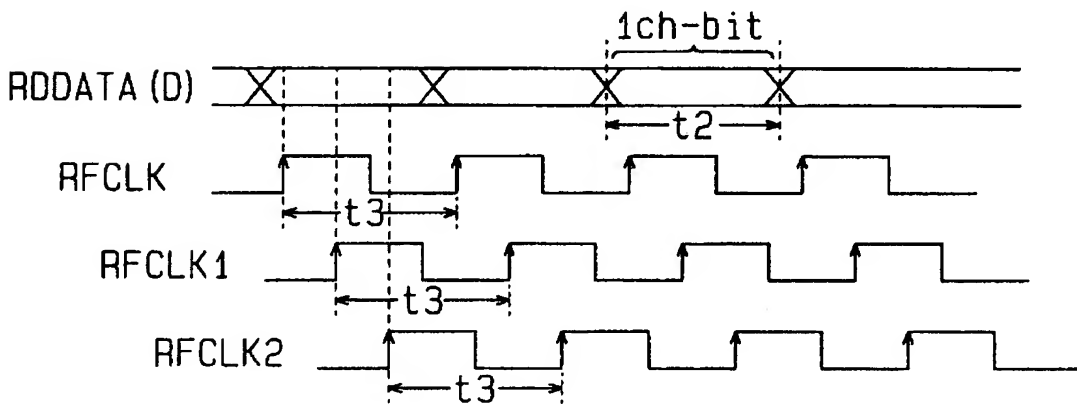 1ch-bit
RDDATA (D)
t2
RFCLK
t3
RFCLK1
t3
RFCLK2
t3